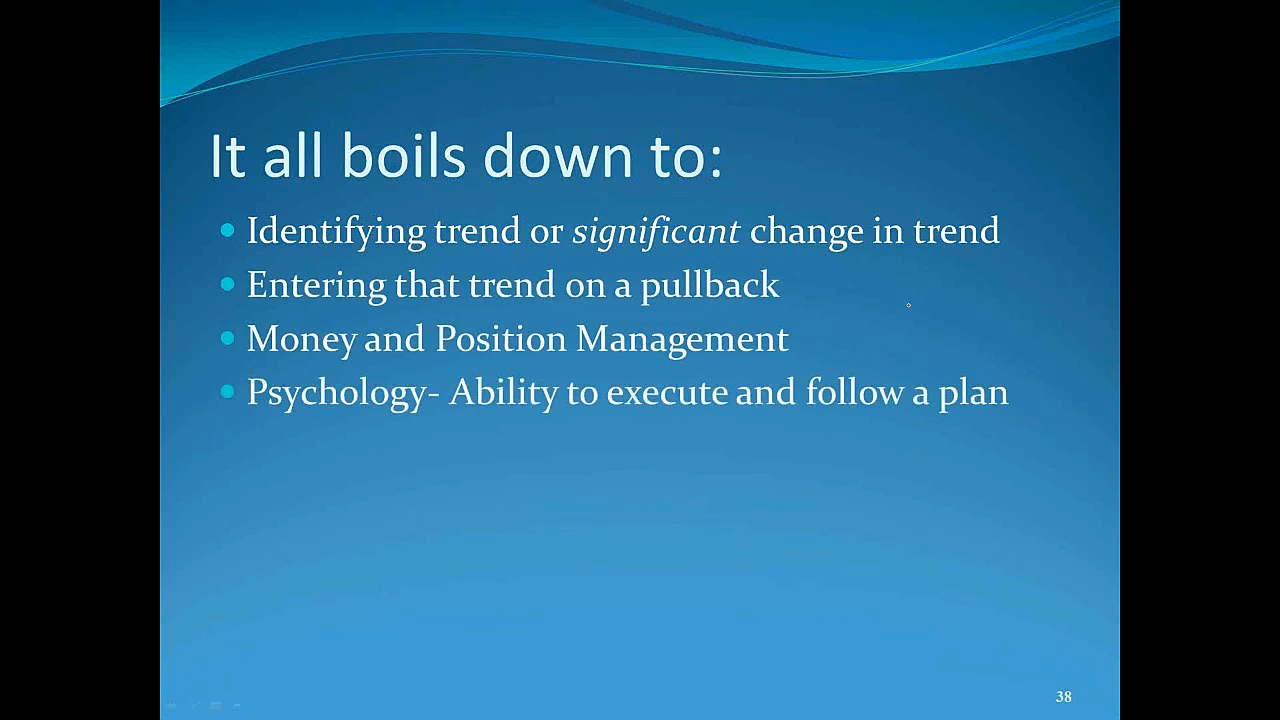 It all boils down to:
Identifying trend or significant change in trend
Entering that trend on a pullback
Money and Position Management
Psychology- Ability to execute and follow a plan
38